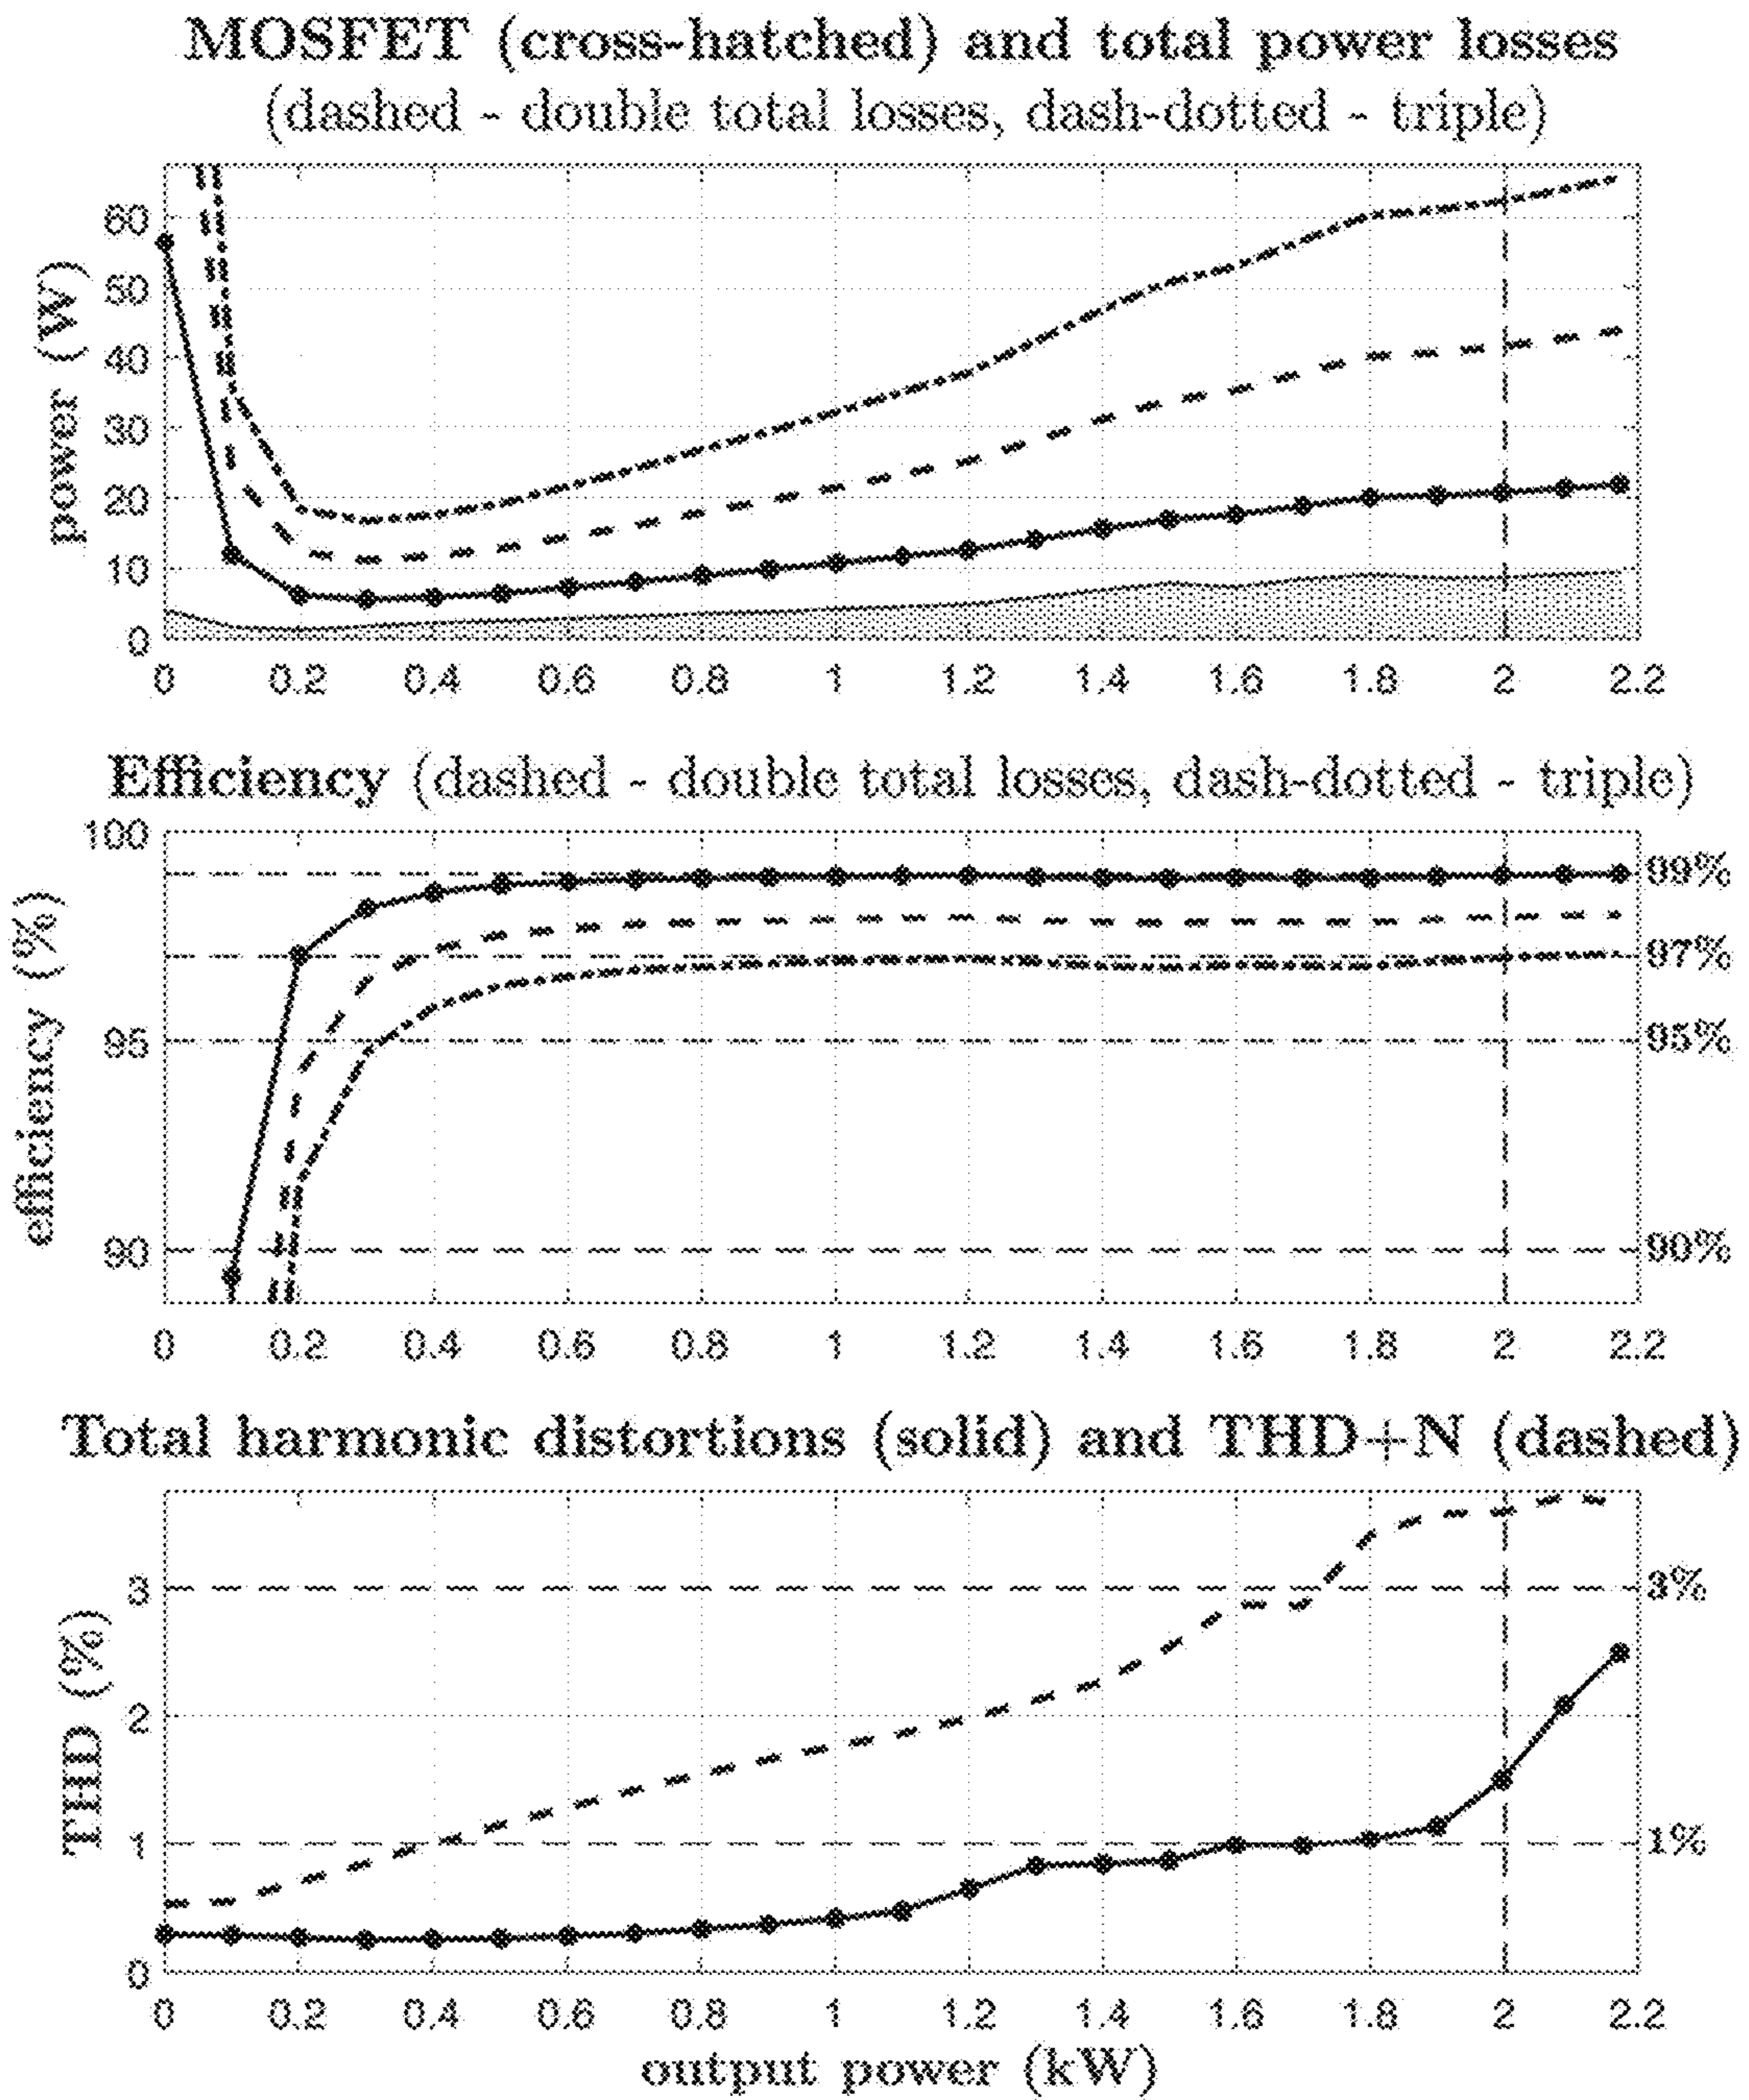 MOSFET (cross-hatched) and total power losses
(dashed - double total losses, dash-dotted - triple)
power (W)
60
50
40
30
20
10
0
0 0.2 0.4 0.6 0.8 1 1.2 1.4 1.6 1.8 2 2.2
Efficiency (dashed - double total losses, dash-dotted - triple)
efficiency (%)
100
95
90
99%
97%
95%
90%
0 0.2 0.4 0.6 0.8 1 1.2 1.4 1.6 1.8 2 2.2
Total harmonic distortions (solid) and THD+N (dashed)
THD (%)
3
2
1
0
3%
1%
0 0.2 0.4 0.6 0.8 1 1.2 1.4 1.6 1.8 2 2.2
output power (kW)